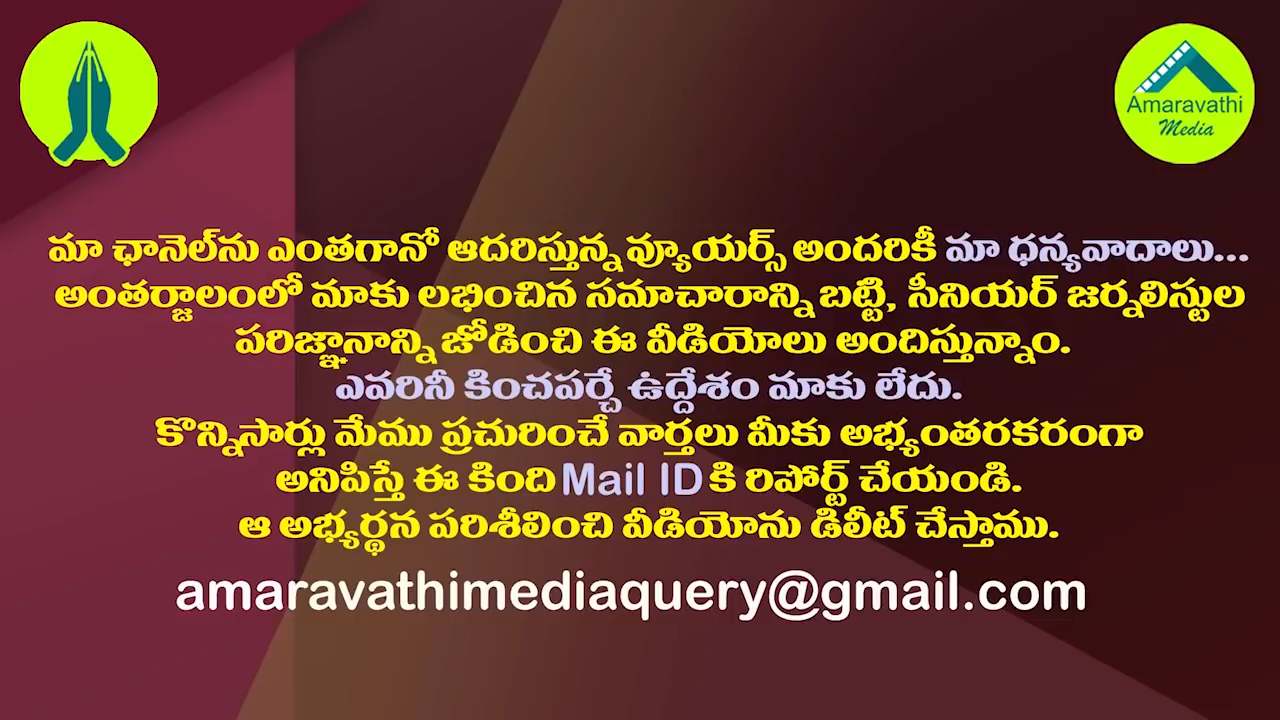 Amaravathi
Media
మా ఛానెల్‌ను ఎంతగానో ఆదరిస్తున్న వ్యూయర్స్ అందరికీ మా ధన్యవాదాలు...
అంతర్జాలంలో మాకు లభించిన సమాచారాన్ని బట్టి, సీనియర్ జర్నలిస్టుల
పరిజ్ఞానాన్ని జోడించి ఈ వీడియోలు అందిస్తున్నాం.
ఎవరినీ కించపర్చే ఉద్దేశం మాకు లేదు.
కొన్నిసార్లు మేము ప్రచురించే వార్తలు మీకు అభ్యంతరకరంగా
అనిపిస్తే ఈ కింది Mail ID కి రిపోర్ట్ చేయండి.
ఆ అభ్యర్థన పరిశీలించి వీడియోను డిలీట్ చేస్తాము.
amaravathimediaquery@gmail.com